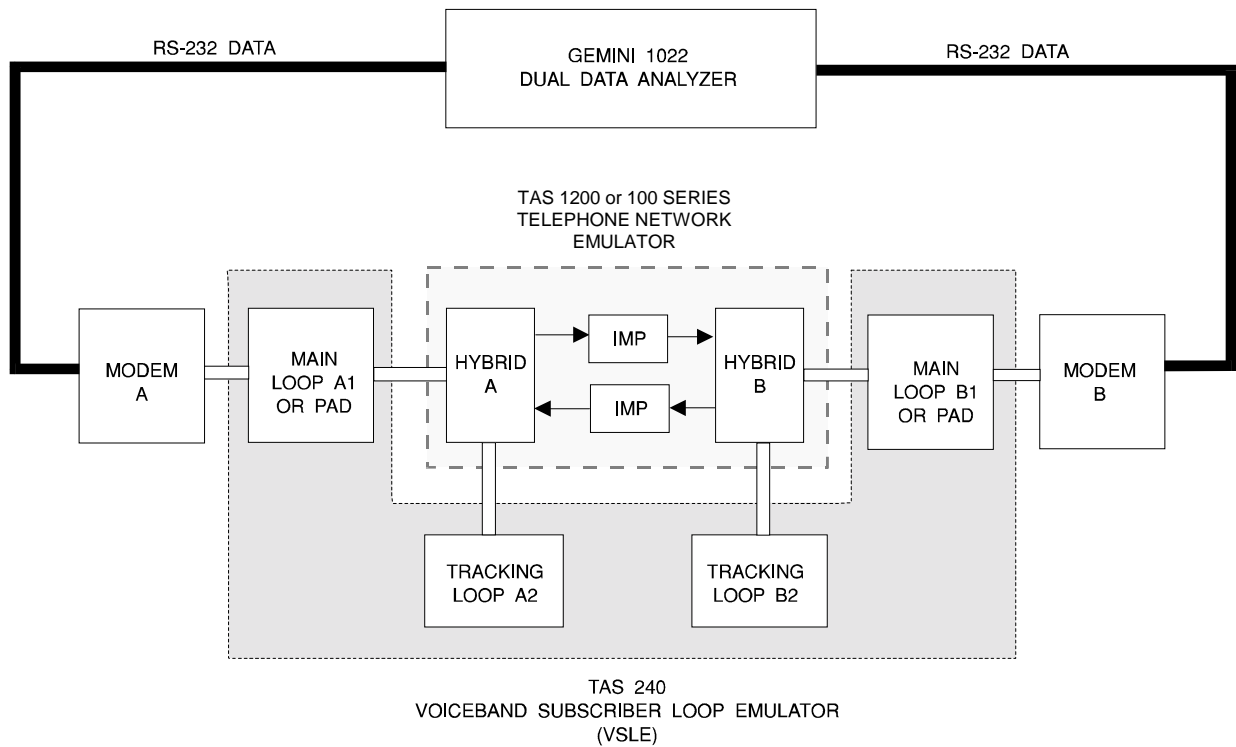 RS-232 DATA
GEMINI 1022
DUAL DATA ANALYZER
RS-232 DATA
TAS 1200 or 100 SERIES
TELEPHONE NETWORK
EMULATOR
MODEM
A
MAIN
LOOP A1
OR PAD
HYBRID
A
IMP
IMP
HYBRID
B
MAIN
LOOP B1
OR PAD
MODEM
B
TRACKING
LOOP A2
TRACKING
LOOP B2
TAS 240
VOICEBAND SUBSCRIBER LOOP EMULATOR
(VSLE)